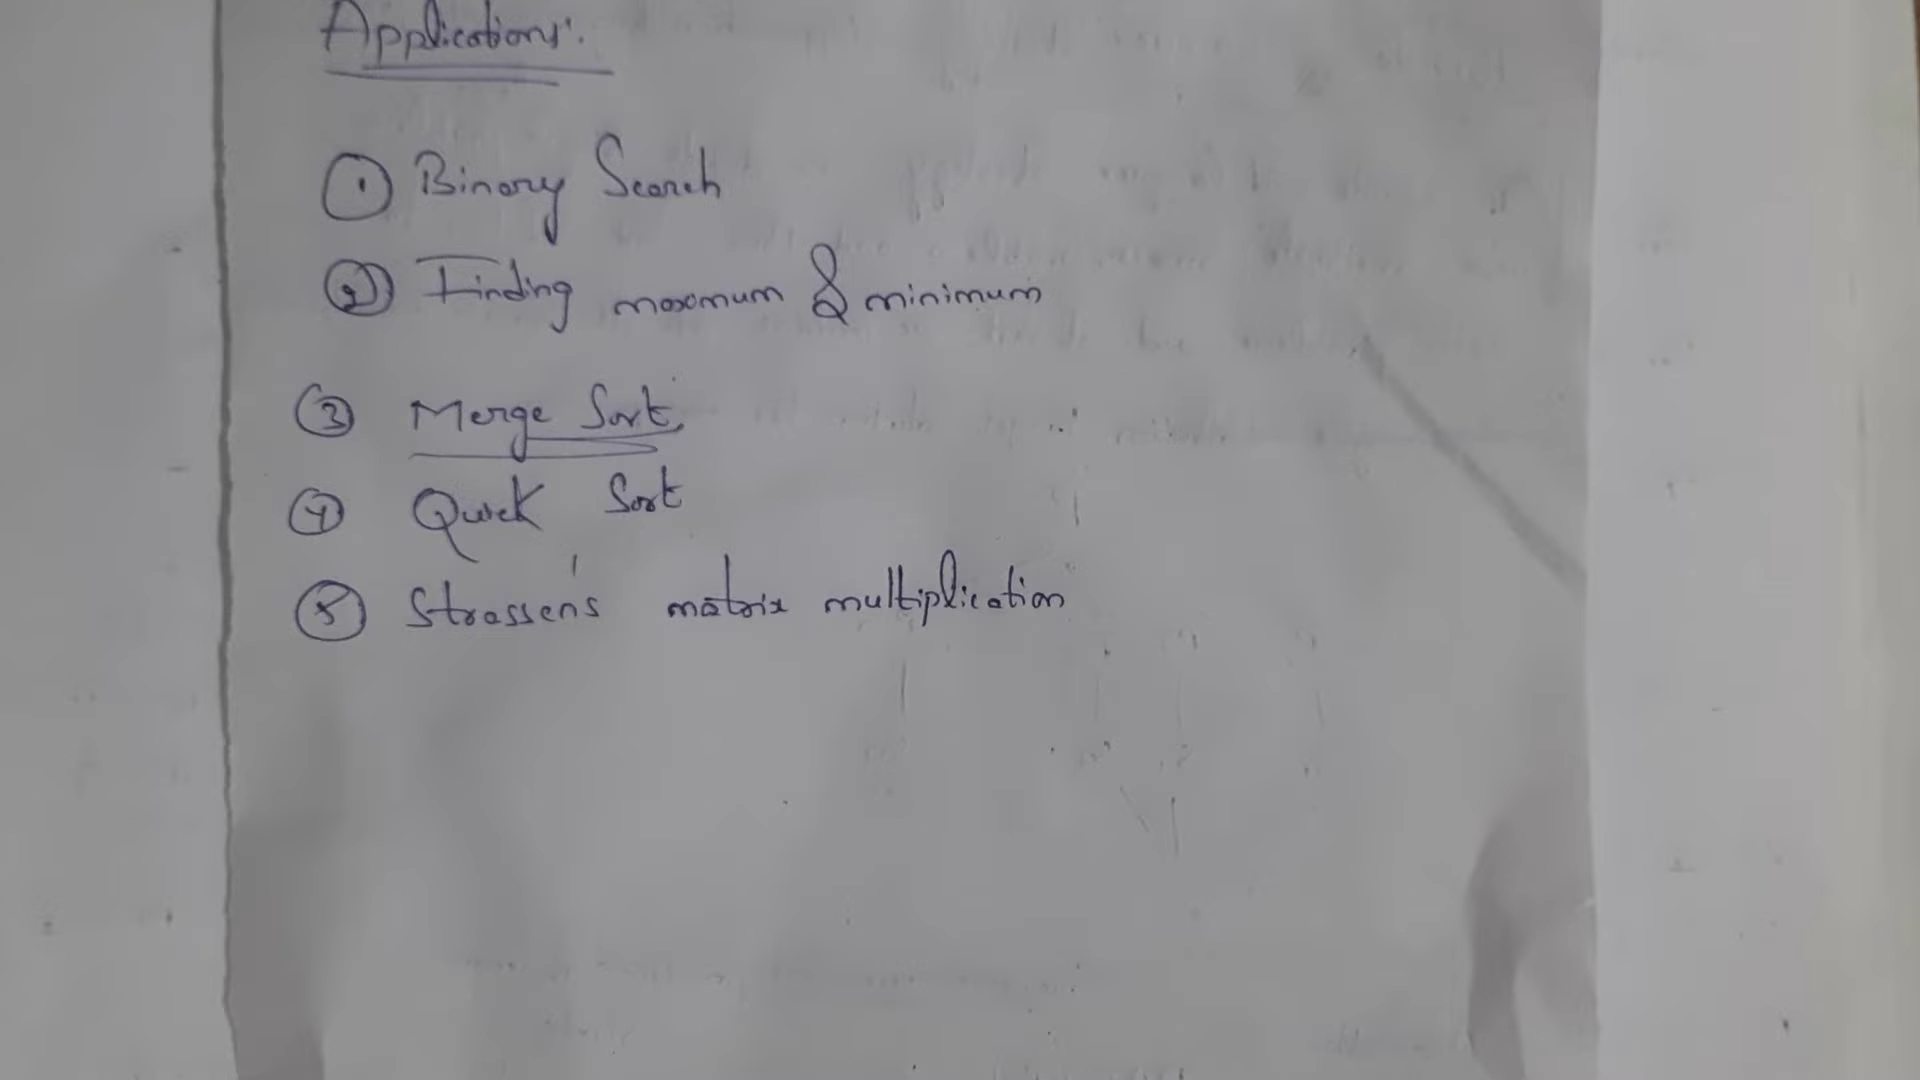 Applications:
① Binary Search
② Finding maximum & minimum
③ Merge Sort
④ Quick Sort
⑤ Strassen's matrix multiplication